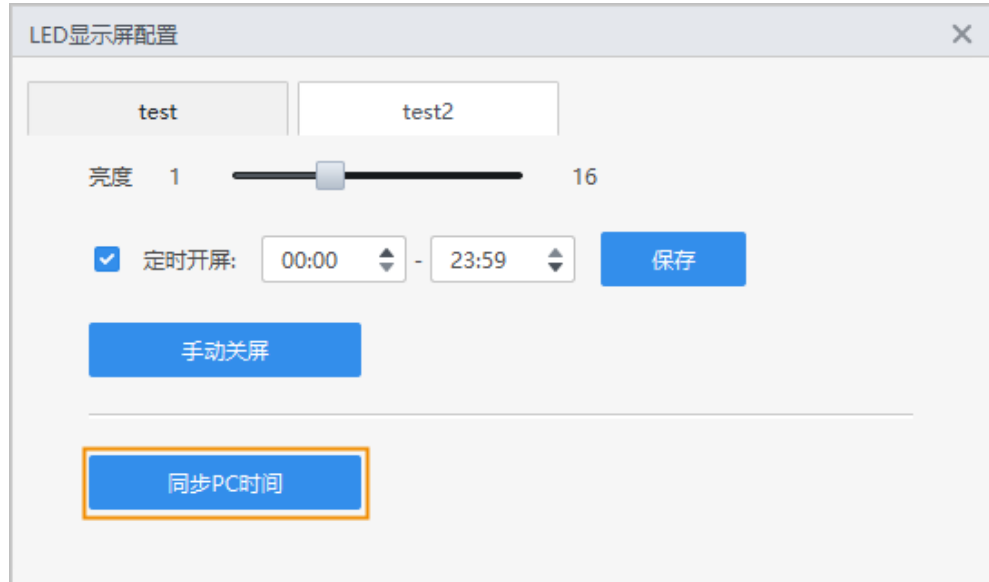 LED显示屏配置
test test2
亮度 1 16
定时开屏: 00:00 - 23:59 保存
手动关屏
同步PC时间